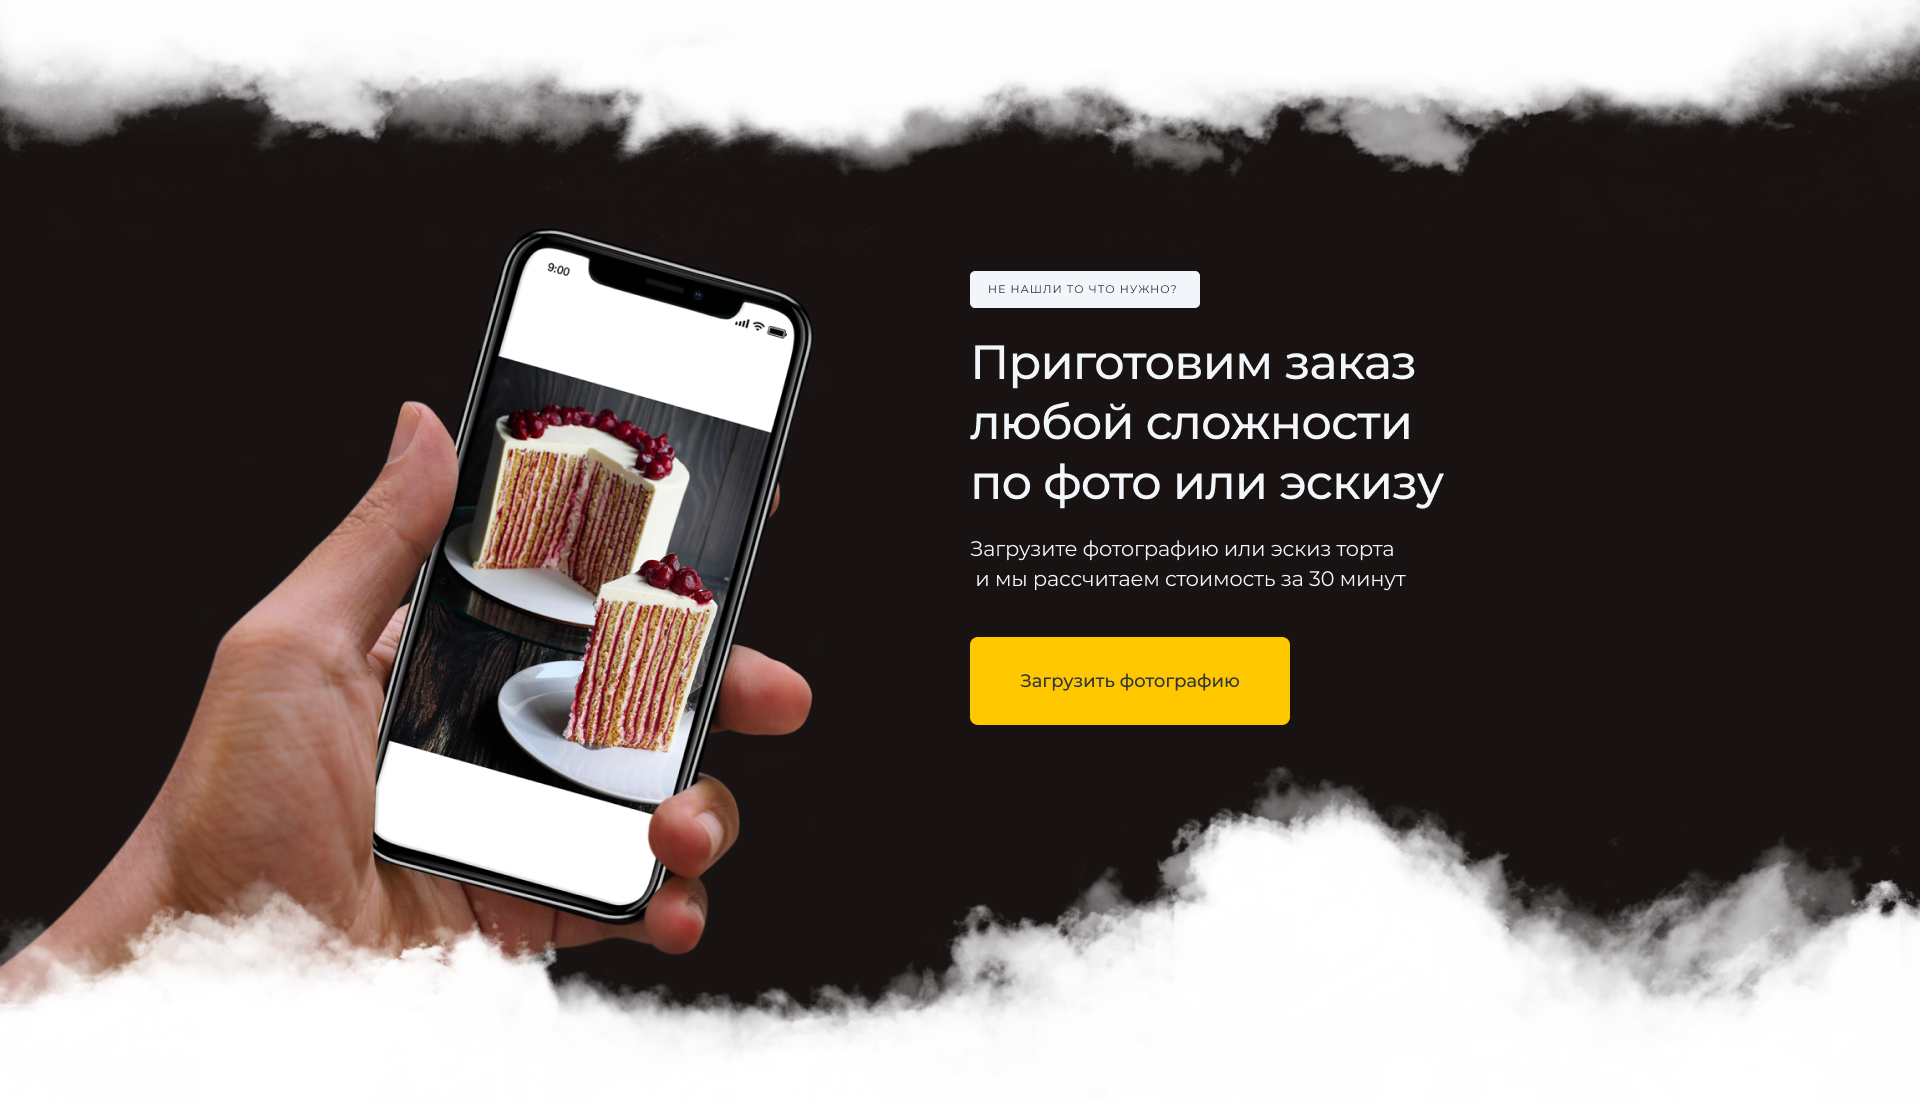 9:00
НЕ НАШЛИ ТО ЧТО НУЖНО?
Приготовим заказ
любой сложности
по фото или эскизу
Загрузите фотографию или эскиз торта
и мы рассчитаем стоимость за 30 минут
Загрузить фотографию